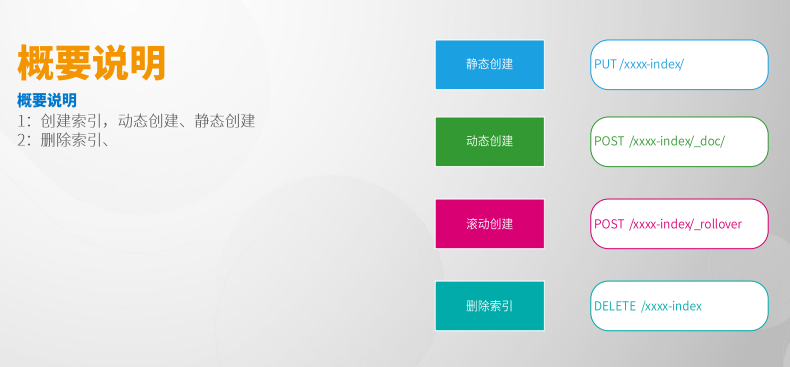 概要说明
概要说明
1：创建索引，动态创建、静态创建
2：删除索引、
静态创建
PUT /xxxx-index/
动态创建
POST /xxxx-index/_doc/
滚动创建
POST /xxxx-index/_rollover
删除索引
DELETE /xxxx-index